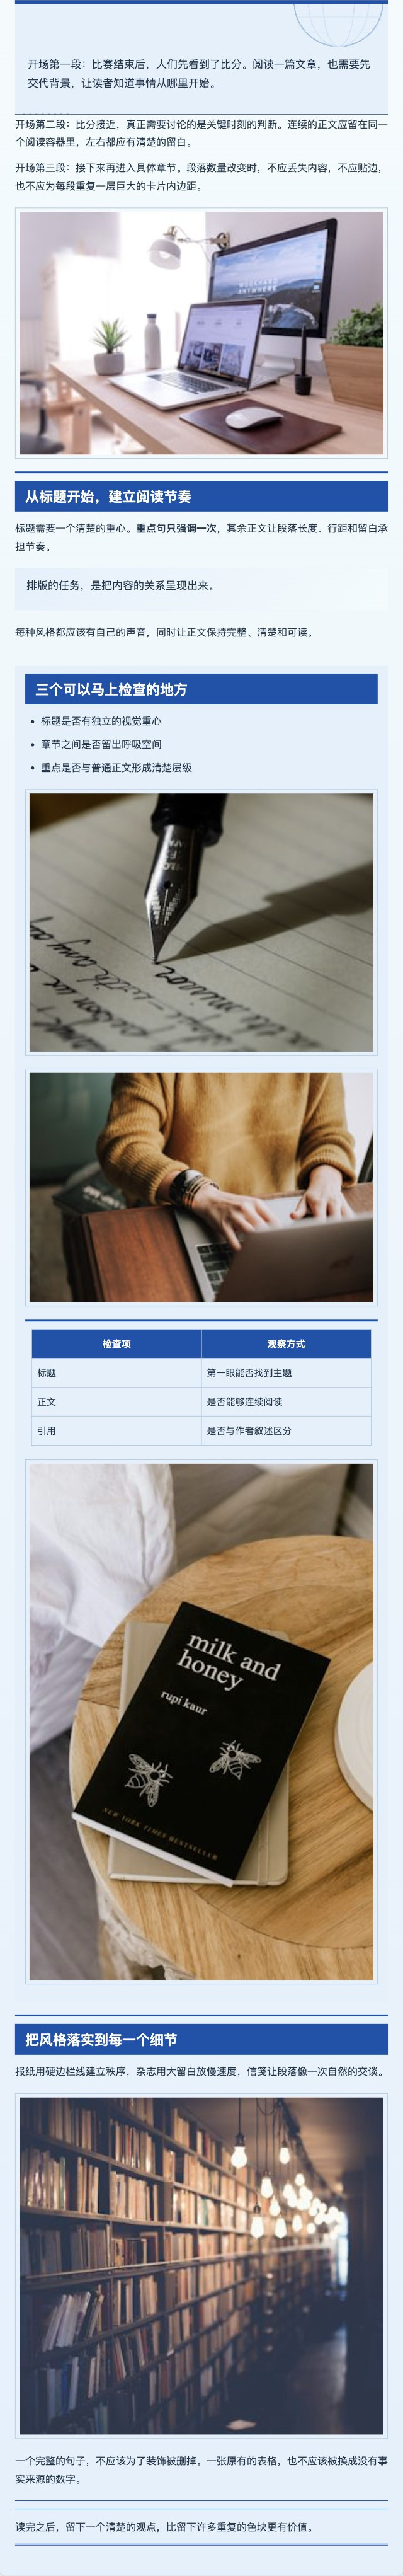 开场第一段：比赛结束后，人们先看到了比分。阅读一篇文章，也需要先
交代背景，让读者知道事情从哪里开始。
开场第二段：比分接近，真正需要讨论的是关键时刻的判断。连续的正文应留在同一
个阅读容器里，左右都应有清楚的留白。
开场第三段：接下来再进入具体章节。段落数量改变时，不应丢失内容，不应贴边，
也不应为每段重复一层巨大的卡片内边距。
从标题开始，建立阅读节奏
标题需要一个清楚的重心。重点句只强调一次，其余正文让段落长度、行距和留白承
担节奏。
排版的任务，是把内容的关系呈现出来。
每种风格都应该有自己的声音，同时让正文保持完整、清楚和可读。
三个可以马上检查的地方
• 标题是否有独立的视觉重心
• 章节之间是否留出呼吸空间
• 重点是否与普通正文形成清楚层级
检查项 观察方式
标题 第一眼能否找到主题
正文 是否能够连续阅读
引用 是否与作者叙述区分
milk and
honey
rupi kaur
NEW YORK TIMES BESTSELLER
把风格落实到每一个细节
报纸用硬边栏线建立秩序，杂志用大留白放慢速度，信笺让段落像一次自然的交谈。
一个完整的句子，不应该为了装饰被删掉。一张原有的表格，也不应该被换成没有事
实来源的数字。
读完之后，留下一个清楚的观点，比留下许多重复的色块更有价值。